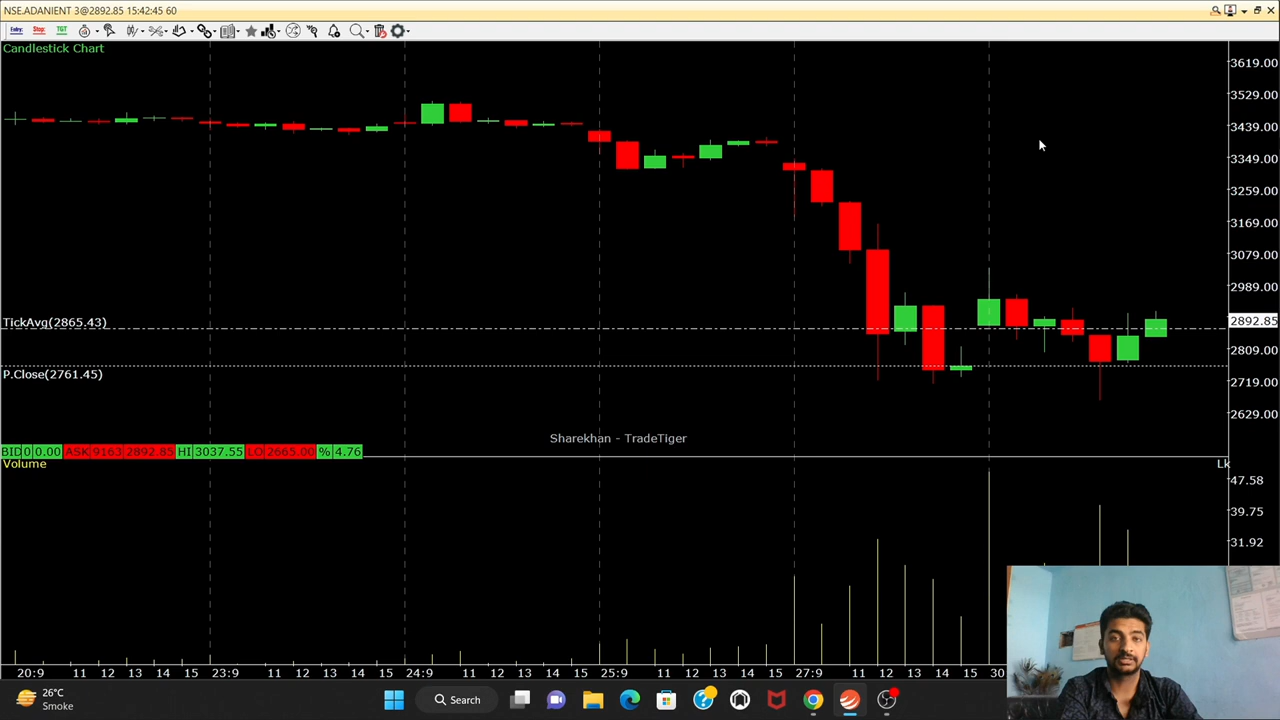 NSE.ADANIENT 3@2892.85 15:42:45 60
Entry: Stop: TGT
Candlestick Chart
3619.00
3529.00
3439.00
3349.00
3259.00
3169.00
3079.00
2989.00
TickAvg(2865.43)
2892.85
2809.00
P.Close(2761.45)
2719.00
2629.00
Sharekhan - TradeTiger
BID 0 0.00 ASK 9163 2892.85 HI 3037.55 LO 2665.00 % 4.76
Volume
Lk
47.58
39.75
31.92
20:9 11 12 13 14 15 23:9 11 12 13 14 15 24:9 11 12 13 14 15 25:9 11 12 13 14 15 27:9 11 12 13 14 15 30
26°C
Smoke
Search